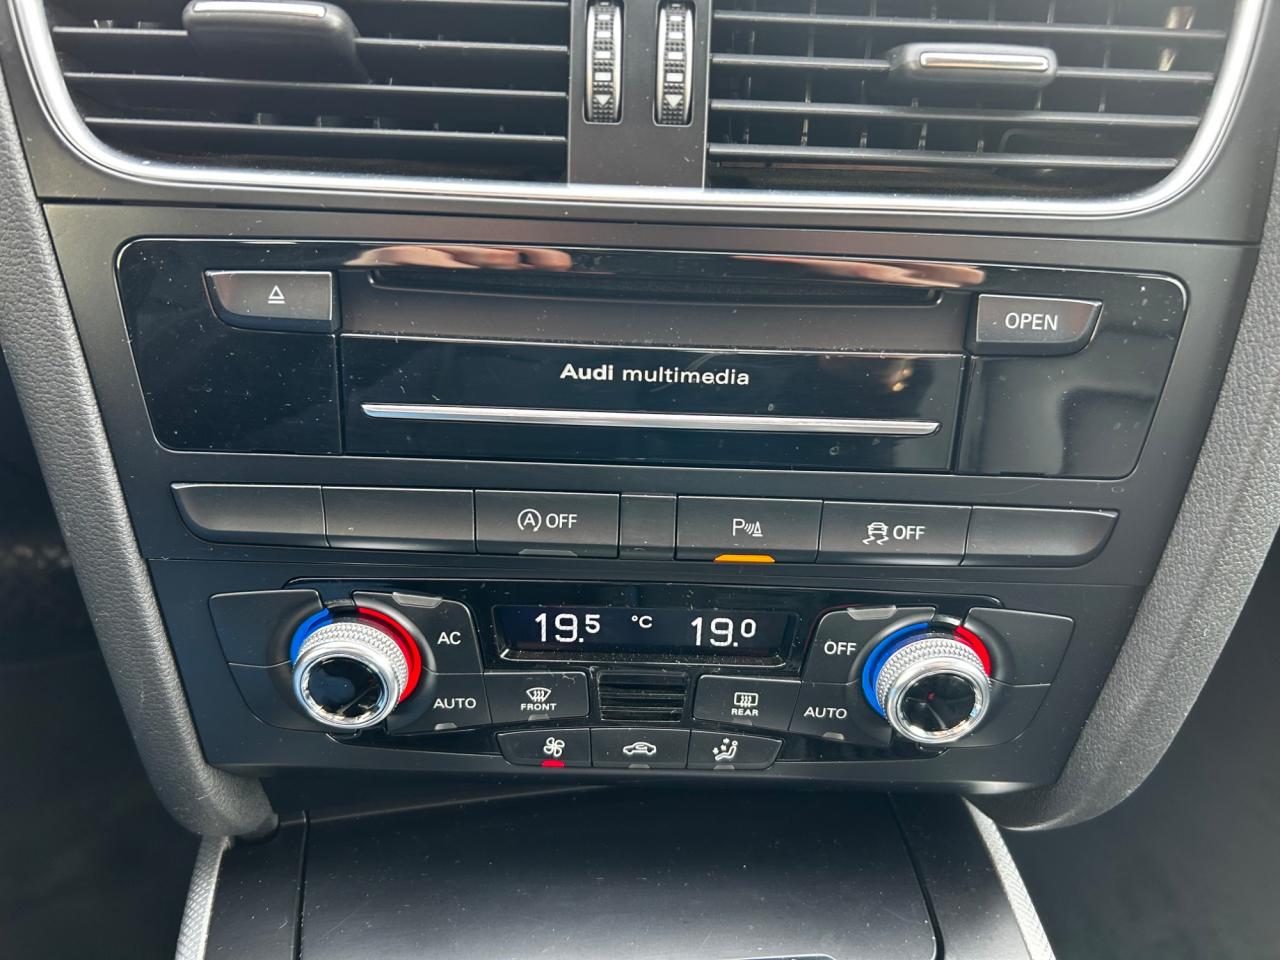 OPEN
Audi multimedia
A OFF
P
OFF
19.5 °C 19.0
AC
OFF
AUTO
FRONT
REAR
AUTO